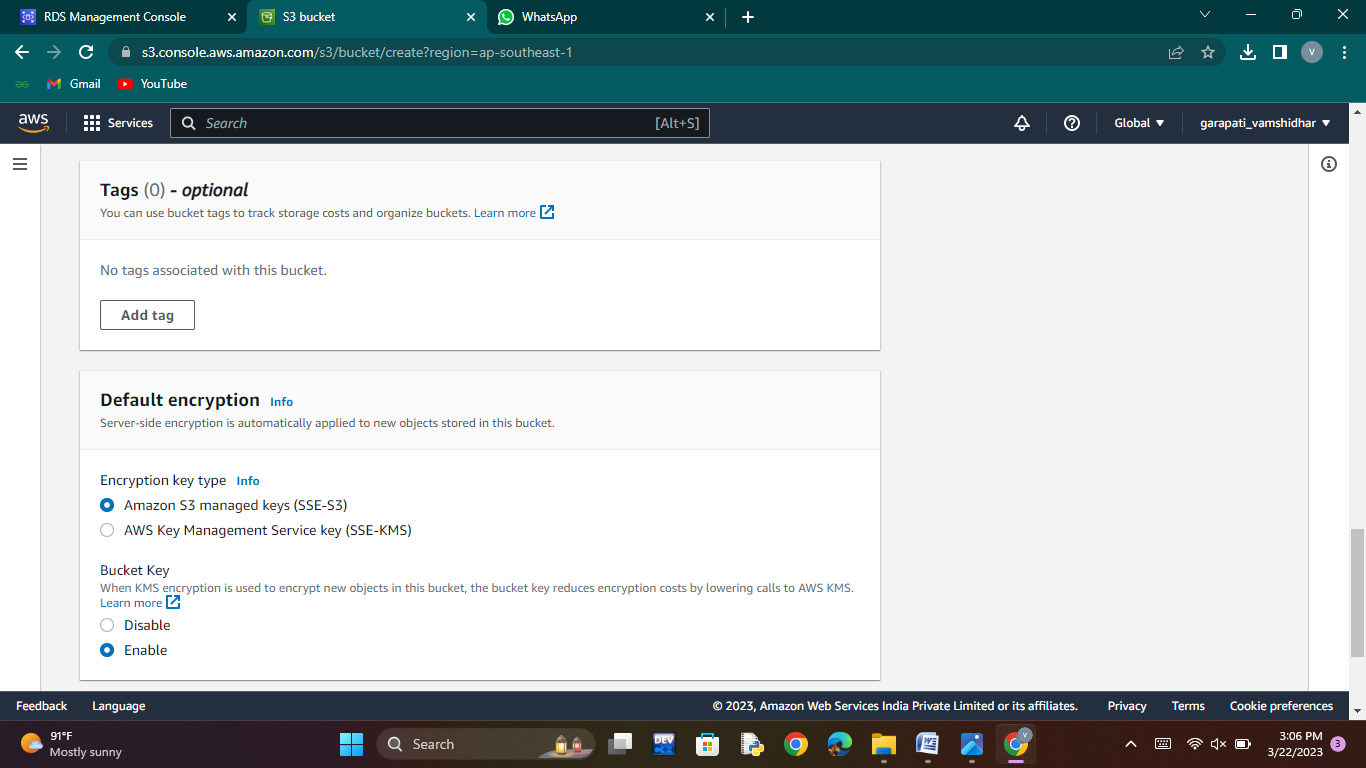 RDS Management Console
S3 bucket
WhatsApp
s3.console.aws.amazon.com/s3/bucket/create?region=ap-southeast-1
V
Gmail
YouTube
aws
Services
Search
[Alt+S]
Global
garapati_vamshidhar
Tags (0) - optional
You can use bucket tags to track storage costs and organize buckets. Learn more
No tags associated with this bucket.
Add tag
Default encryption Info
Server-side encryption is automatically applied to new objects stored in this bucket.
Encryption key type Info
Amazon S3 managed keys (SSE-S3)
AWS Key Management Service key (SSE-KMS)
Bucket Key
When KMS encryption is used to encrypt new objects in this bucket, the bucket key reduces encryption costs by lowering calls to AWS KMS.
Learn more
Disable
Enable
Feedback
Language
© 2023, Amazon Web Services India Private Limited or its affiliates.
Privacy
Terms
Cookie preferences
91°F
Mostly sunny
Search
DEV
3:06 PM
3/22/2023
3